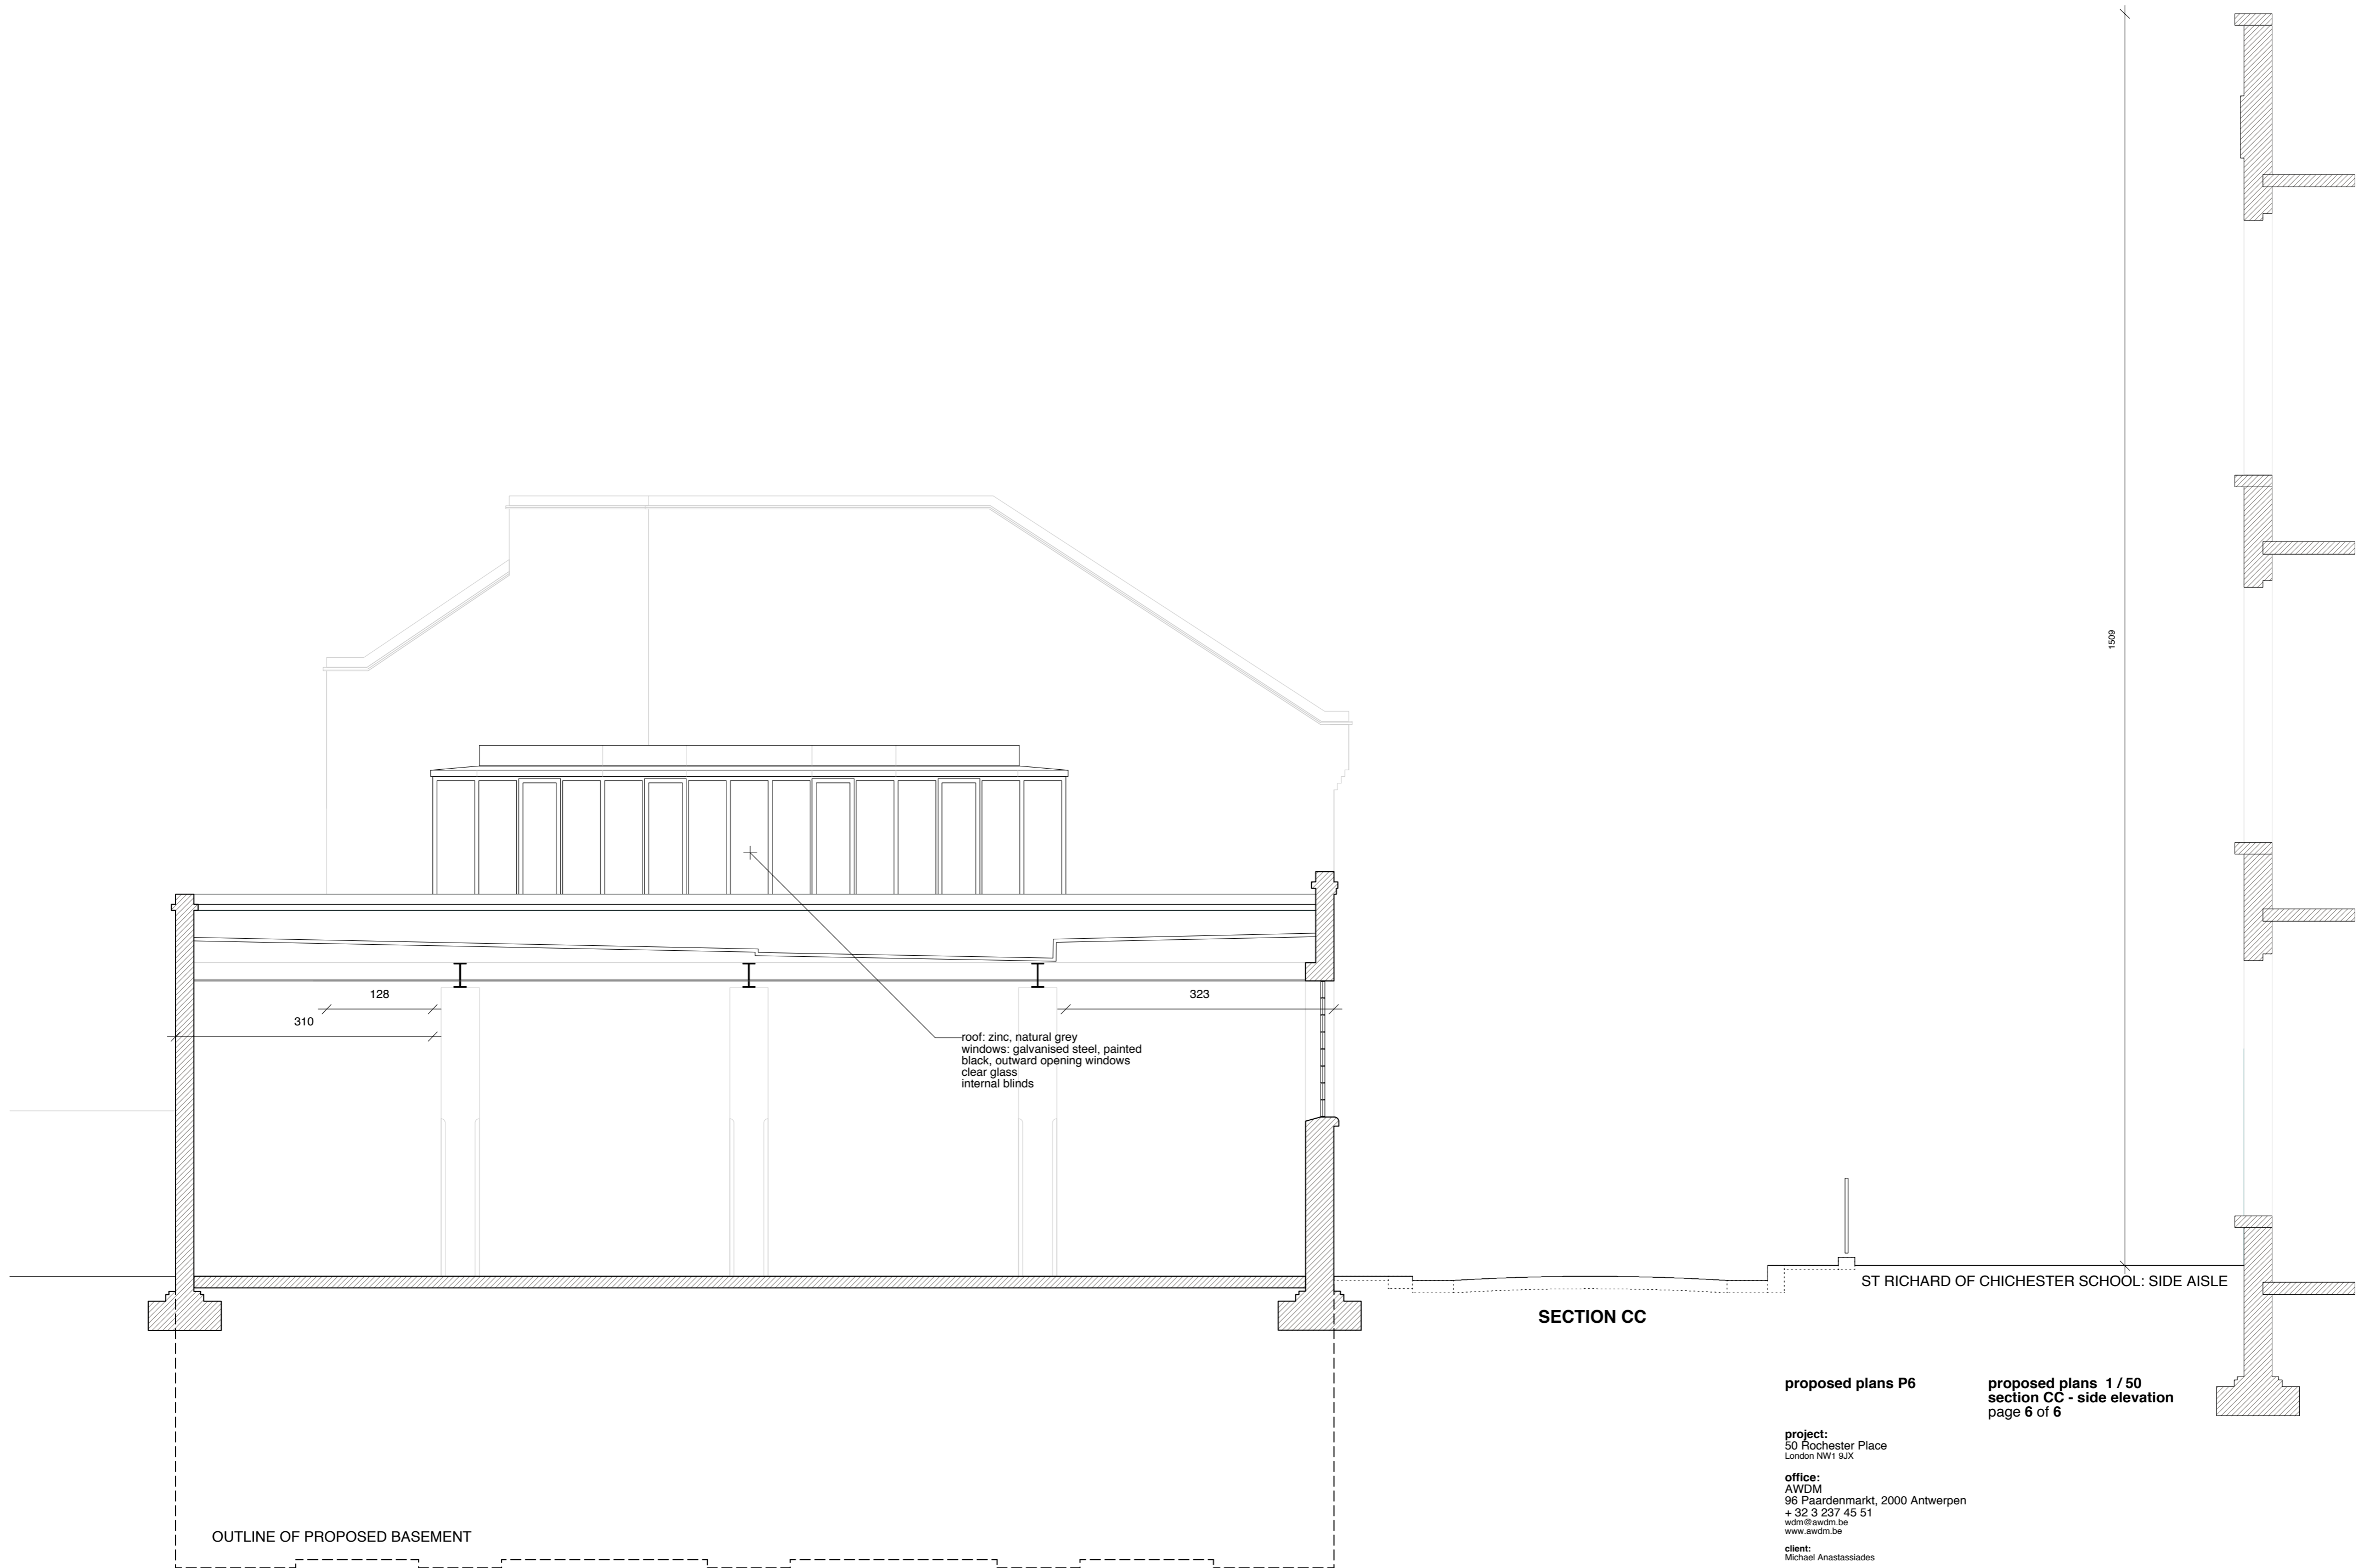 1509
128
323
310
roof: zinc, natural grey
windows: galvanised steel, painted
black, outward opening windows
clear glass
internal blinds
ST RICHARD OF CHICHESTER SCHOOL: SIDE AISLE
SECTION CC
proposed plans P6
proposed plans 1 / 50
section CC - side elevation
page 6 of 6
project:
50 Rochester Place
London NW1 9JX
office:
AWDM
96 Paardenmarkt, 2000 Antwerpen
+ 32 3 237 45 51
wdm@awdm.be
www.awdm.be
client:
Michael Anastassiades
OUTLINE OF PROPOSED BASEMENT